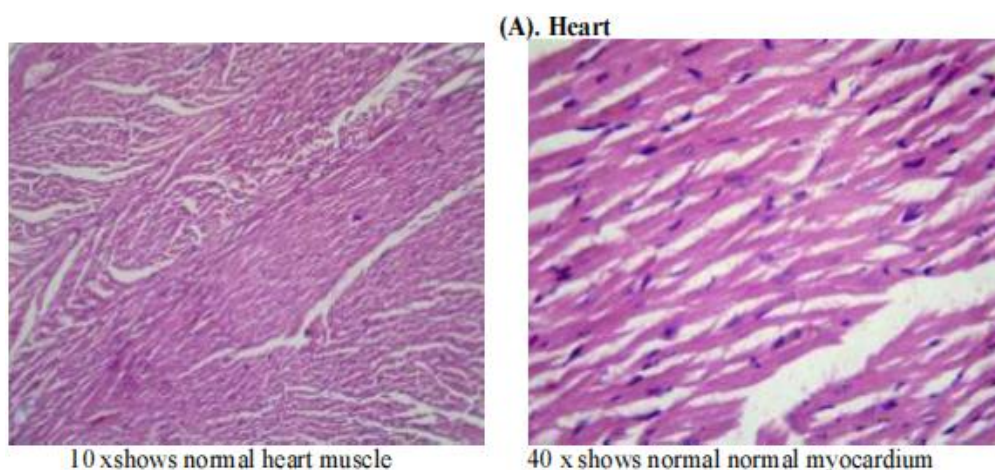 (A). Heart
10 xshows normal heart muscle
40 x shows normal normal myocardium